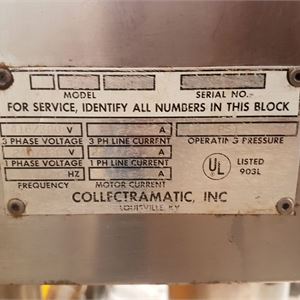 MODEL SERIAL NO.
FOR SERVICE, IDENTIFY ALL NUMBERS IN THIS BLOCK
V A
3 PHASE VOLTAGE 3 PH LINE CURRENT OPERATING PRESSURE
V A
1 PHASE VOLTAGE 1 PH LINE CURRENT UL LISTED
HZ A 903L
FREQUENCY MOTOR CURRENT
COLLECTRAMATIC, INC
LOUISVILLE, KY